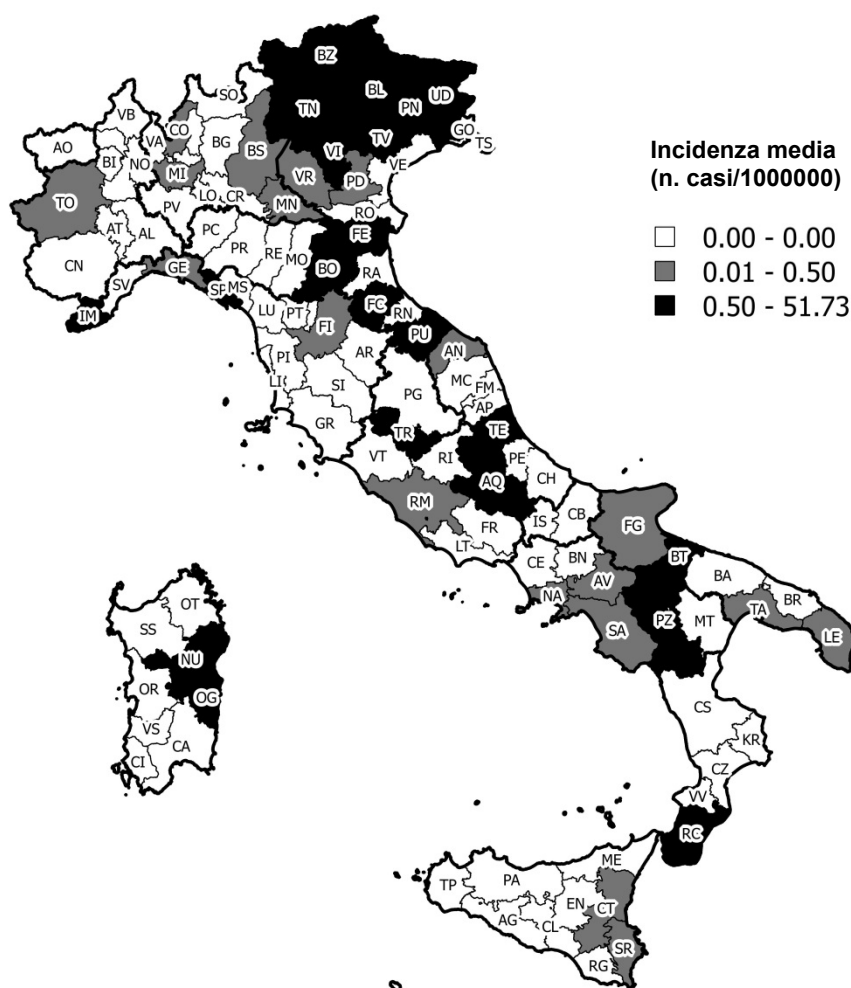 BZ
BL
UD
SO
TN
PN
VB
CO
TV
GO
AO
VA
BG
BS
VI
TS
BI
NO
VE
MI
VR
PD
TO
LO
CR
MN
RO
PV
AT
AL
PC
FE
PR
RE
MO
CN
GE
BO
RA
SV
SP
MS
IM
LU
PT
FC
RN
FI
PU
PI
AR
AN
LI
SI
MC
FM
PG
AP
GR
TR
TE
VT
RI
PE
AQ
CH
RM
IS
CB
FR
FG
LT
CE
BN
BT
BA
NA
AV
BR
OT
SA
PZ
MT
TA
SS
LE
NU
OR
OG
CS
VS
CA
KR
CI
CZ
VV
RC
ME
TP
PA
EN
CT
AG
CL
SR
RG
Incidenza media
(n. casi/1000000)
0.00 - 0.00
0.01 - 0.50
0.50 - 51.73